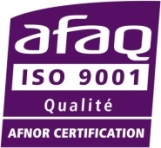 afaq
ISO 9001
Qualité
AFNOR CERTIFICATION